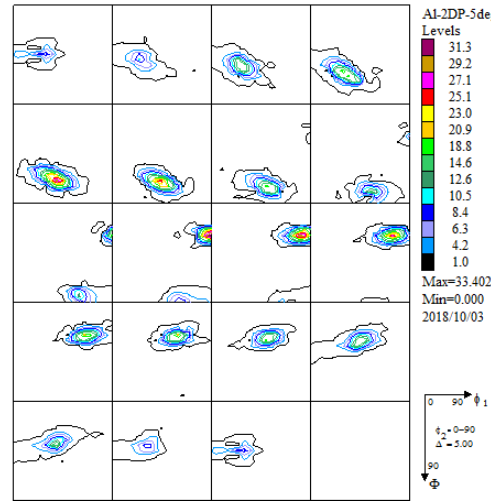 Al-2DP-5de
Levels
31.3
29.2
27.1
25.1
23.0
20.9
18.8
14.6
12.6
10.5
8.4
6.3
4.2
1.0
Max=33.402
Min=0.000
2018/10/03
0 90 ϕ1
ϕ2=0-90
Δ=5.00
90
Φ